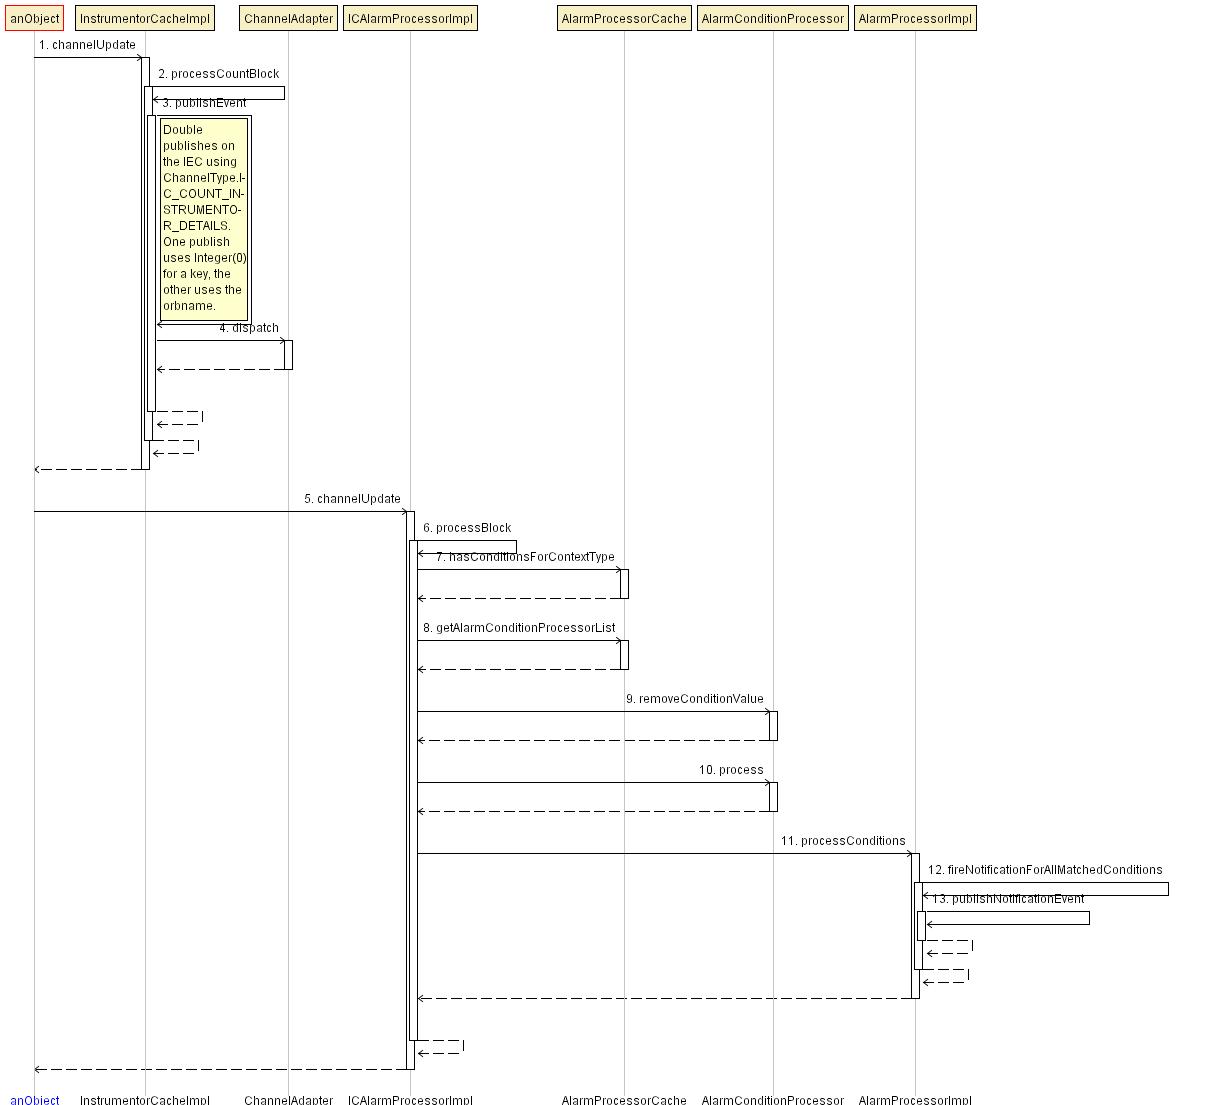 anObject
InstrumentorCacheImpl
ChannelAdapter
ICAlarmProcessorImpl
AlarmProcessorCache
AlarmConditionProcessor
AlarmProcessorImpl
1. channelUpdate
2. processCountBlock
3. publishEvent
Double
publishes on
the IEC using
ChannelType.I-
C_COUNT_IN-
STRUMENTO-
R_DETAILS.
One publish
uses Integer(0)
for a key, the
other uses the
orbname.
4. dispatch
5. channelUpdate
6. processBlock
7. hasConditionsForContextType
8. getAlarmConditionProcessorList
9. removeConditionValue
10. process
11. processConditions
12. fireNotificationForAllMatchedConditions
13. publishNotificationEvent
anObject
InstrumentorCacheImpl
ChannelAdapter
ICAlarmProcessorImpl
AlarmProcessorCache
AlarmConditionProcessor
AlarmProcessorImpl